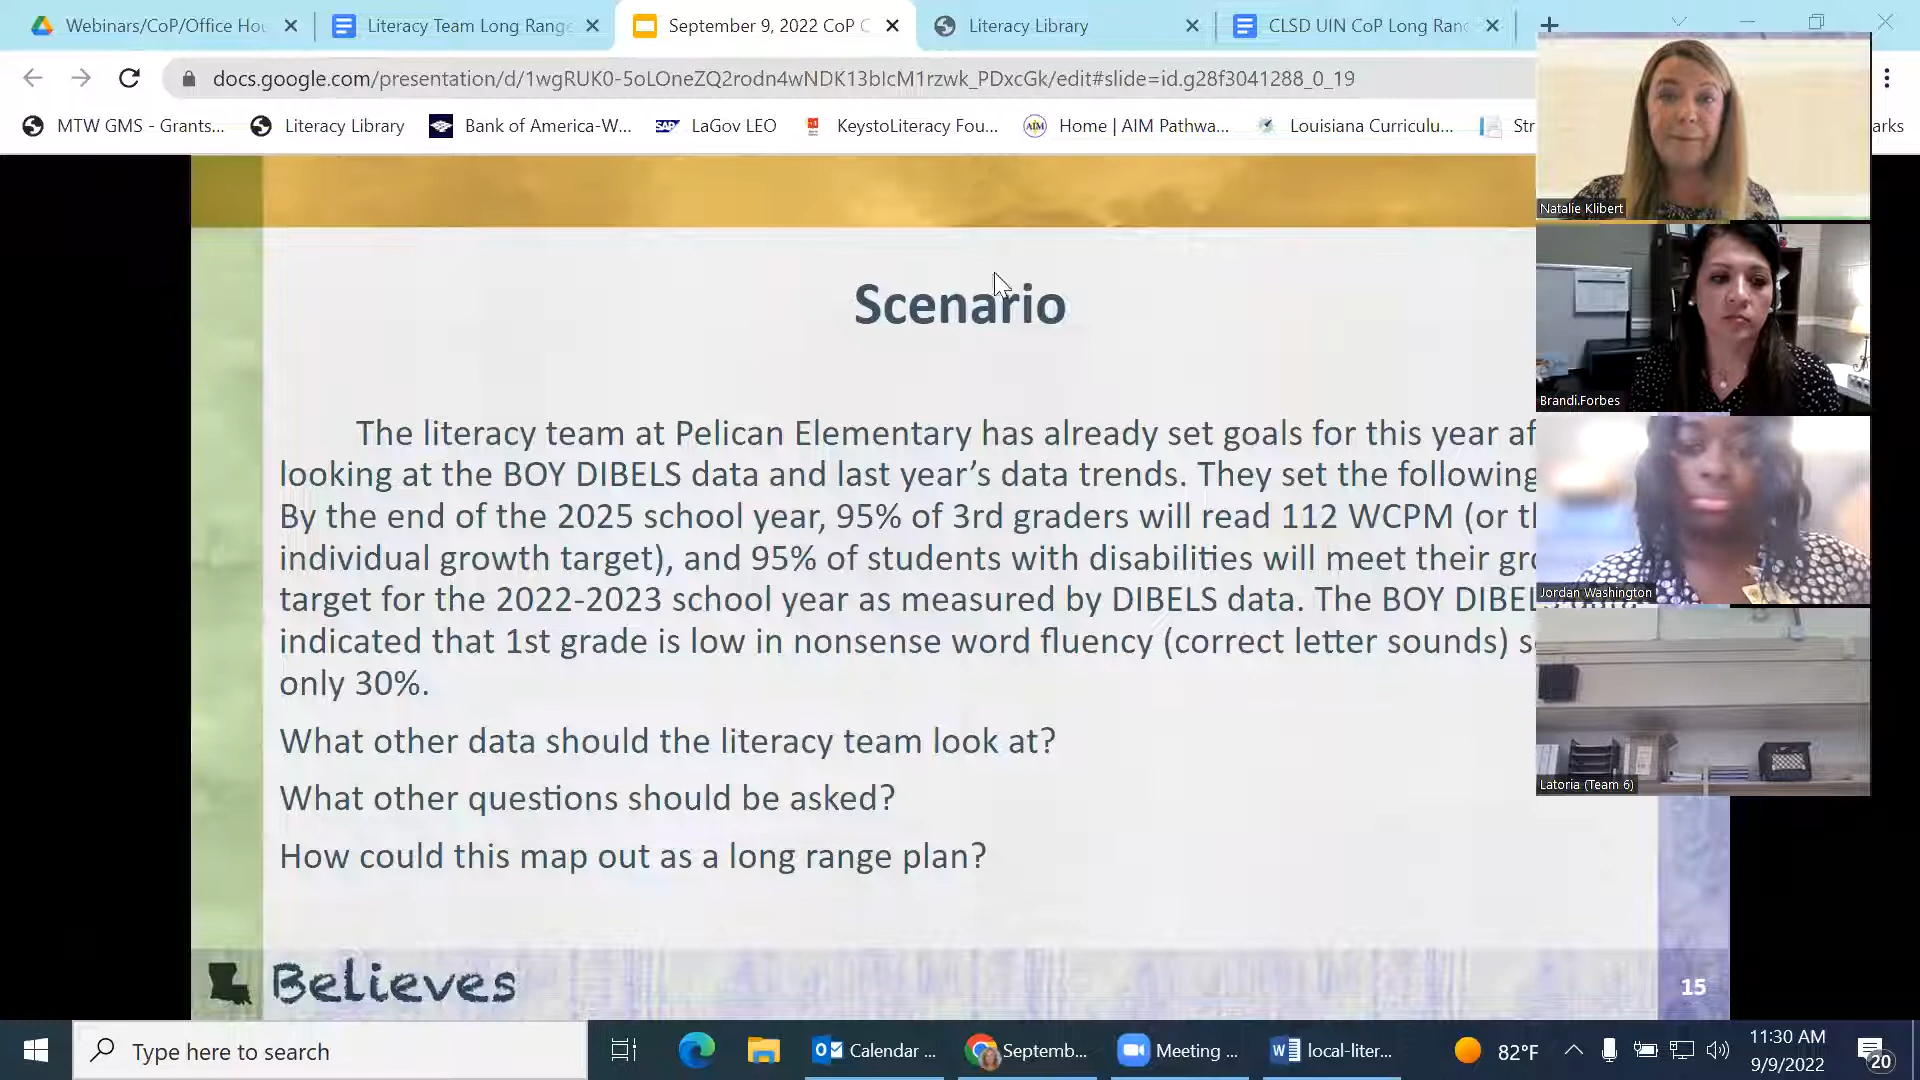 Webinars/CoP/Office Hou
Literacy Team Long Range
September 9, 2022 CoP C
Literacy Library
CLSD UIN CoP Long Ran
docs.google.com/presentation/d/1wgRUK0-5oLOneZQ2rodn4wNDK13blcM1rzwk_PDxcGk/edit#slide=id.g28f3041288_0_19
MTW GMS - Grants...
Literacy Library
Bank of America-W...
LaGov LEO
KeystoLiteracy Fou...
Home | AIM Pathwa...
Louisiana Curriculu...
Str
arks
Scenario
The literacy team at Pelican Elementary has already set goals for this year af
looking at the BOY DIBELS data and last year's data trends. They set the following
By the end of the 2025 school year, 95% of 3rd graders will read 112 WCPM (or th
individual growth target), and 95% of students with disabilities will meet their gro
target for the 2022-2023 school year as measured by DIBELS data. The BOY DIBEL
indicated that 1st grade is low in nonsense word fluency (correct letter sounds) s
only 30%.
What other data should the literacy team look at?
What other questions should be asked?
How could this map out as a long range plan?
Believes
15
Natalie Klibert
Brandi.Forbes
Jordan Washington
Latoria (Team 6)
Type here to search
Calendar ...
Septemb...
Meeting ...
local-liter...
82°F
11:30 AM
9/9/2022
20